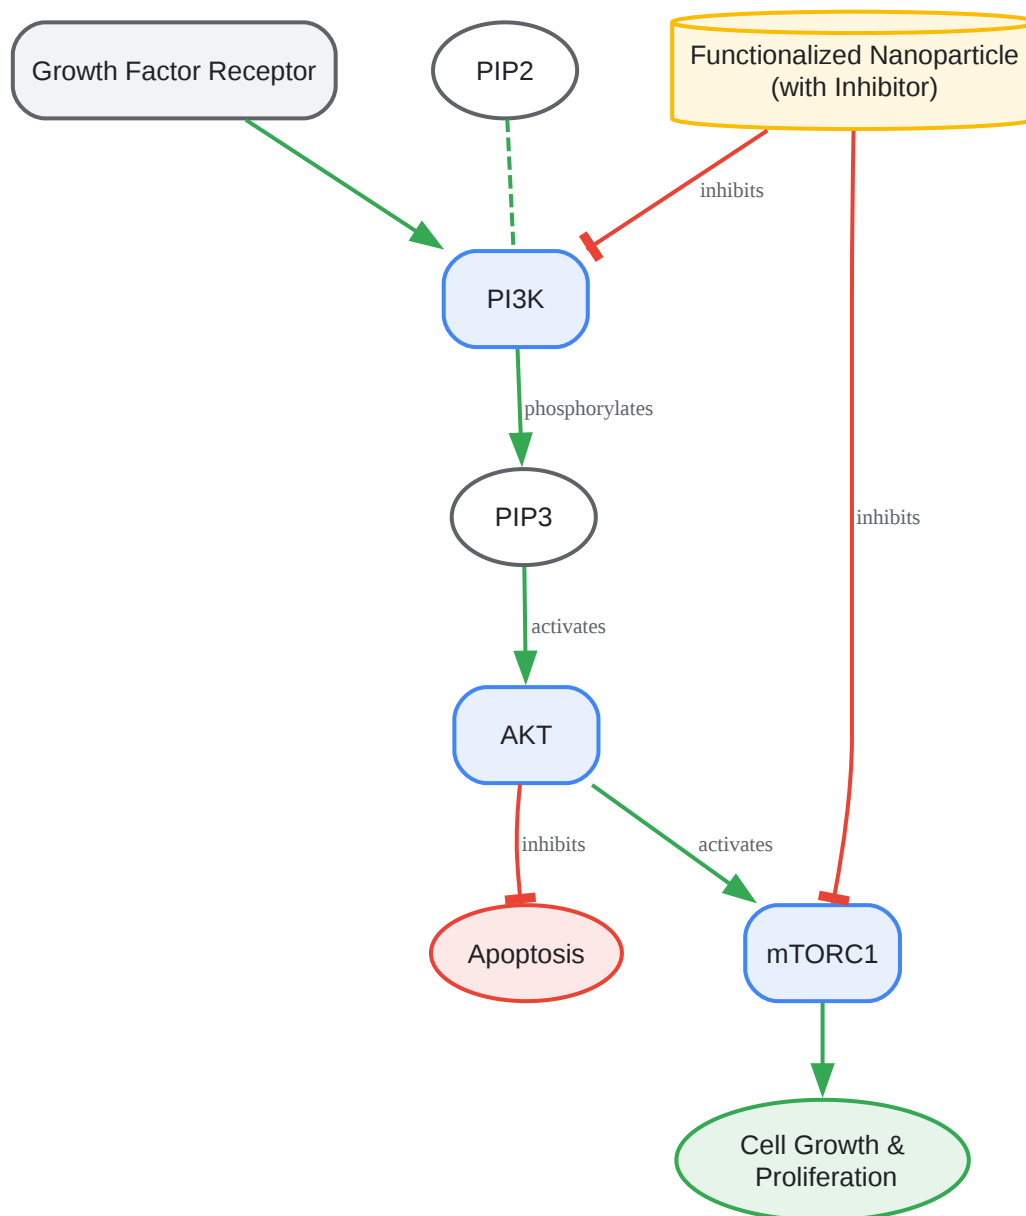 Growth Factor Receptor
PIP2
Functionalized Nanoparticle
(with Inhibitor)
inhibits
PI3K
phosphorylates
PIP3
inhibits
activates
AKT
inhibits
activates
Apoptosis
mTORC1
Cell Growth &
Proliferation